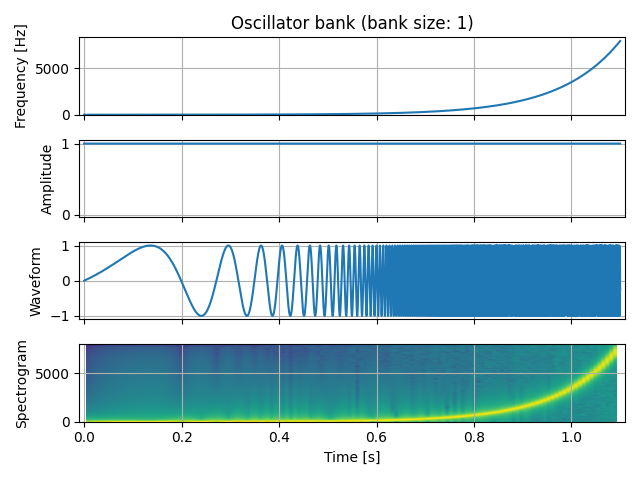 Oscillator bank (bank size: 1)
Frequency [Hz]
5000
0
Amplitude
1
0
Waveform
1
0
−1
Spectrogram
5000
0
0.0 0.2 0.4 0.6 0.8 1.0
Time [s]